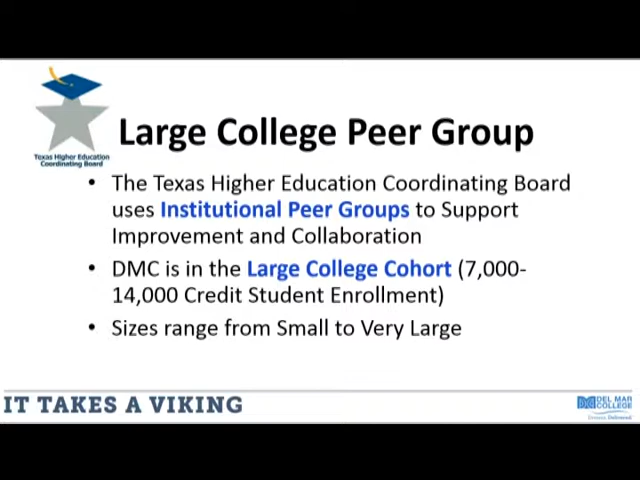 Texas Higher Education
Coordinating Board
Large College Peer Group
• The Texas Higher Education Coordinating Board
uses Institutional Peer Groups to Support
Improvement and Collaboration
• DMC is in the Large College Cohort (7,000-
14,000 Credit Student Enrollment)
• Sizes range from Small to Very Large
IT TAKES A VIKING
DEL MAR
COLLEGE